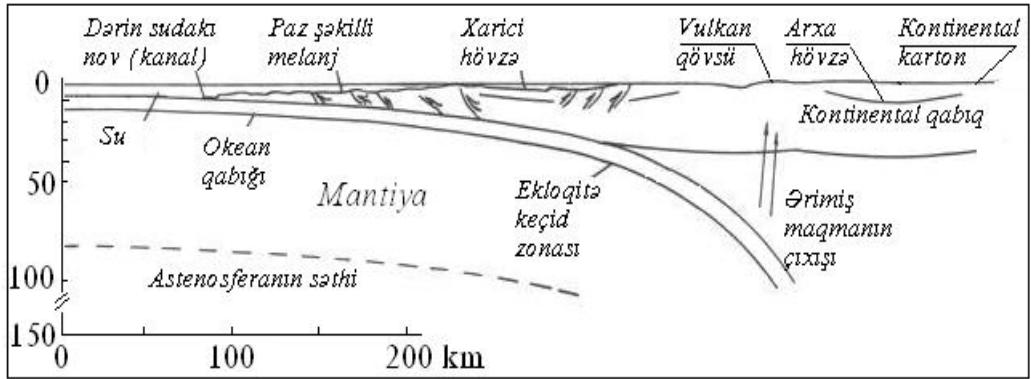 Dərin sudakı
nov (kanal)
Paz şəkilli
melanj
Xarici
hövzə
Vulkan
qövsü
Arxa
hövzə
Kontinental
karton
0
Su
Okean
qabığı
Kontinental qabıq
50
Mantiya
Ekloqitə
keçid
zonası
Ərimiş
maqmanın
çıxışı
100
Astenosferanın səthi
150
0
100
200 km